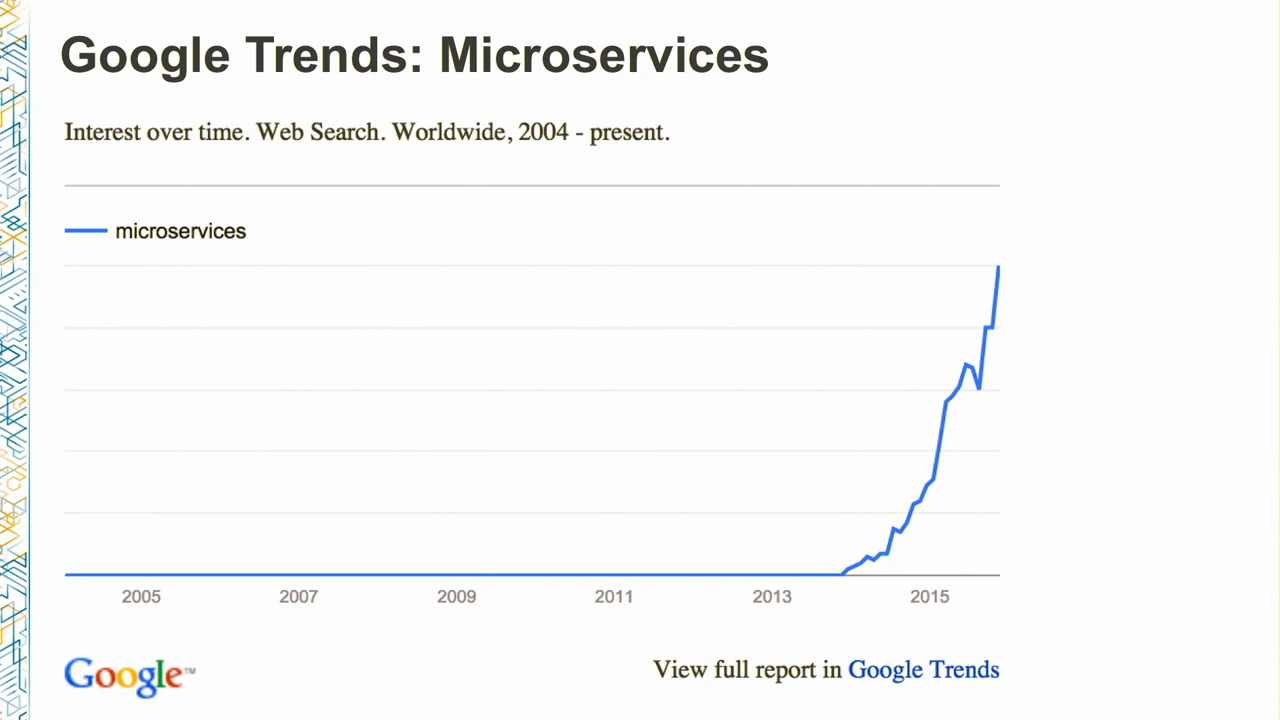 Google Trends: Microservices
Interest over time. Web Search. Worldwide, 2004 - present.
microservices
2005 2007 2009 2011 2013 2015
Google™
View full report in Google Trends